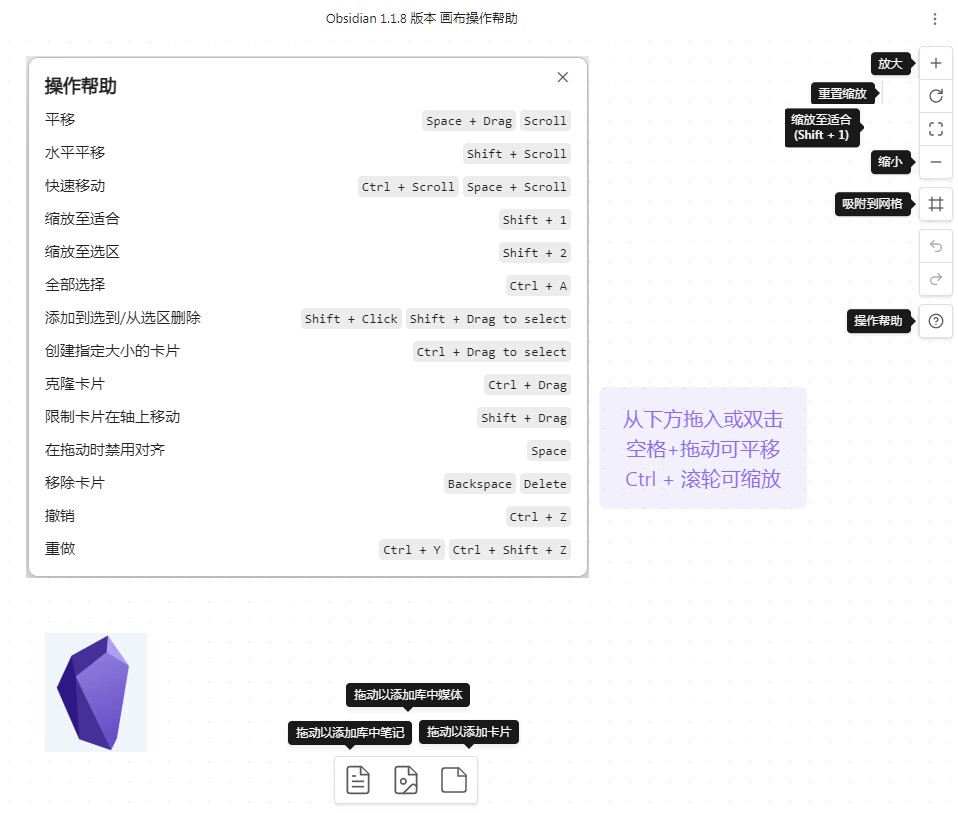 Obsidian 1.1.8 版本 画布操作帮助
操作帮助
平移 Space + Drag Scroll
水平平移 Shift + Scroll
快速移动 Ctrl + Scroll Space + Scroll
缩放至适合 Shift + 1
缩放至选区 Shift + 2
全部选择 Ctrl + A
添加到选到/从选区删除 Shift + Click Shift + Drag to select
创建指定大小的卡片 Ctrl + Drag to select
克隆卡片 Ctrl + Drag
限制卡片在轴上移动 Shift + Drag
在拖动时禁用对齐 Space
移除卡片 Backspace Delete
撤销 Ctrl + Z
重做 Ctrl + Y Ctrl + Shift + Z
放大
重置缩放
缩放至适合
(Shift + 1)
缩小
吸附到网格
操作帮助
从下方拖入或双击
空格+拖动可平移
Ctrl + 滚轮可缩放
拖动以添加库中媒体
拖动以添加库中笔记
拖动以添加卡片